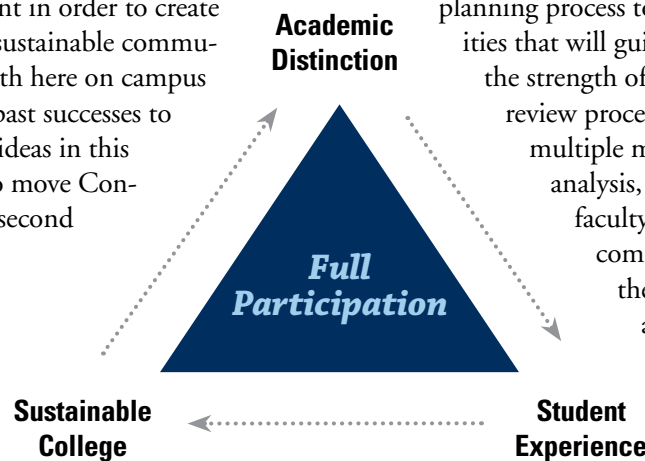 nt in order to create
sustainable commu-
th here on campus
past successes to
ideas in this
o move Con-
second
Academic
Distinction
planning process to
ities that will gui
the strength of
review proce
multiple m
analysis,
faculty
com
the
a
Full
Participation
Sustainable
College
Student
Experience